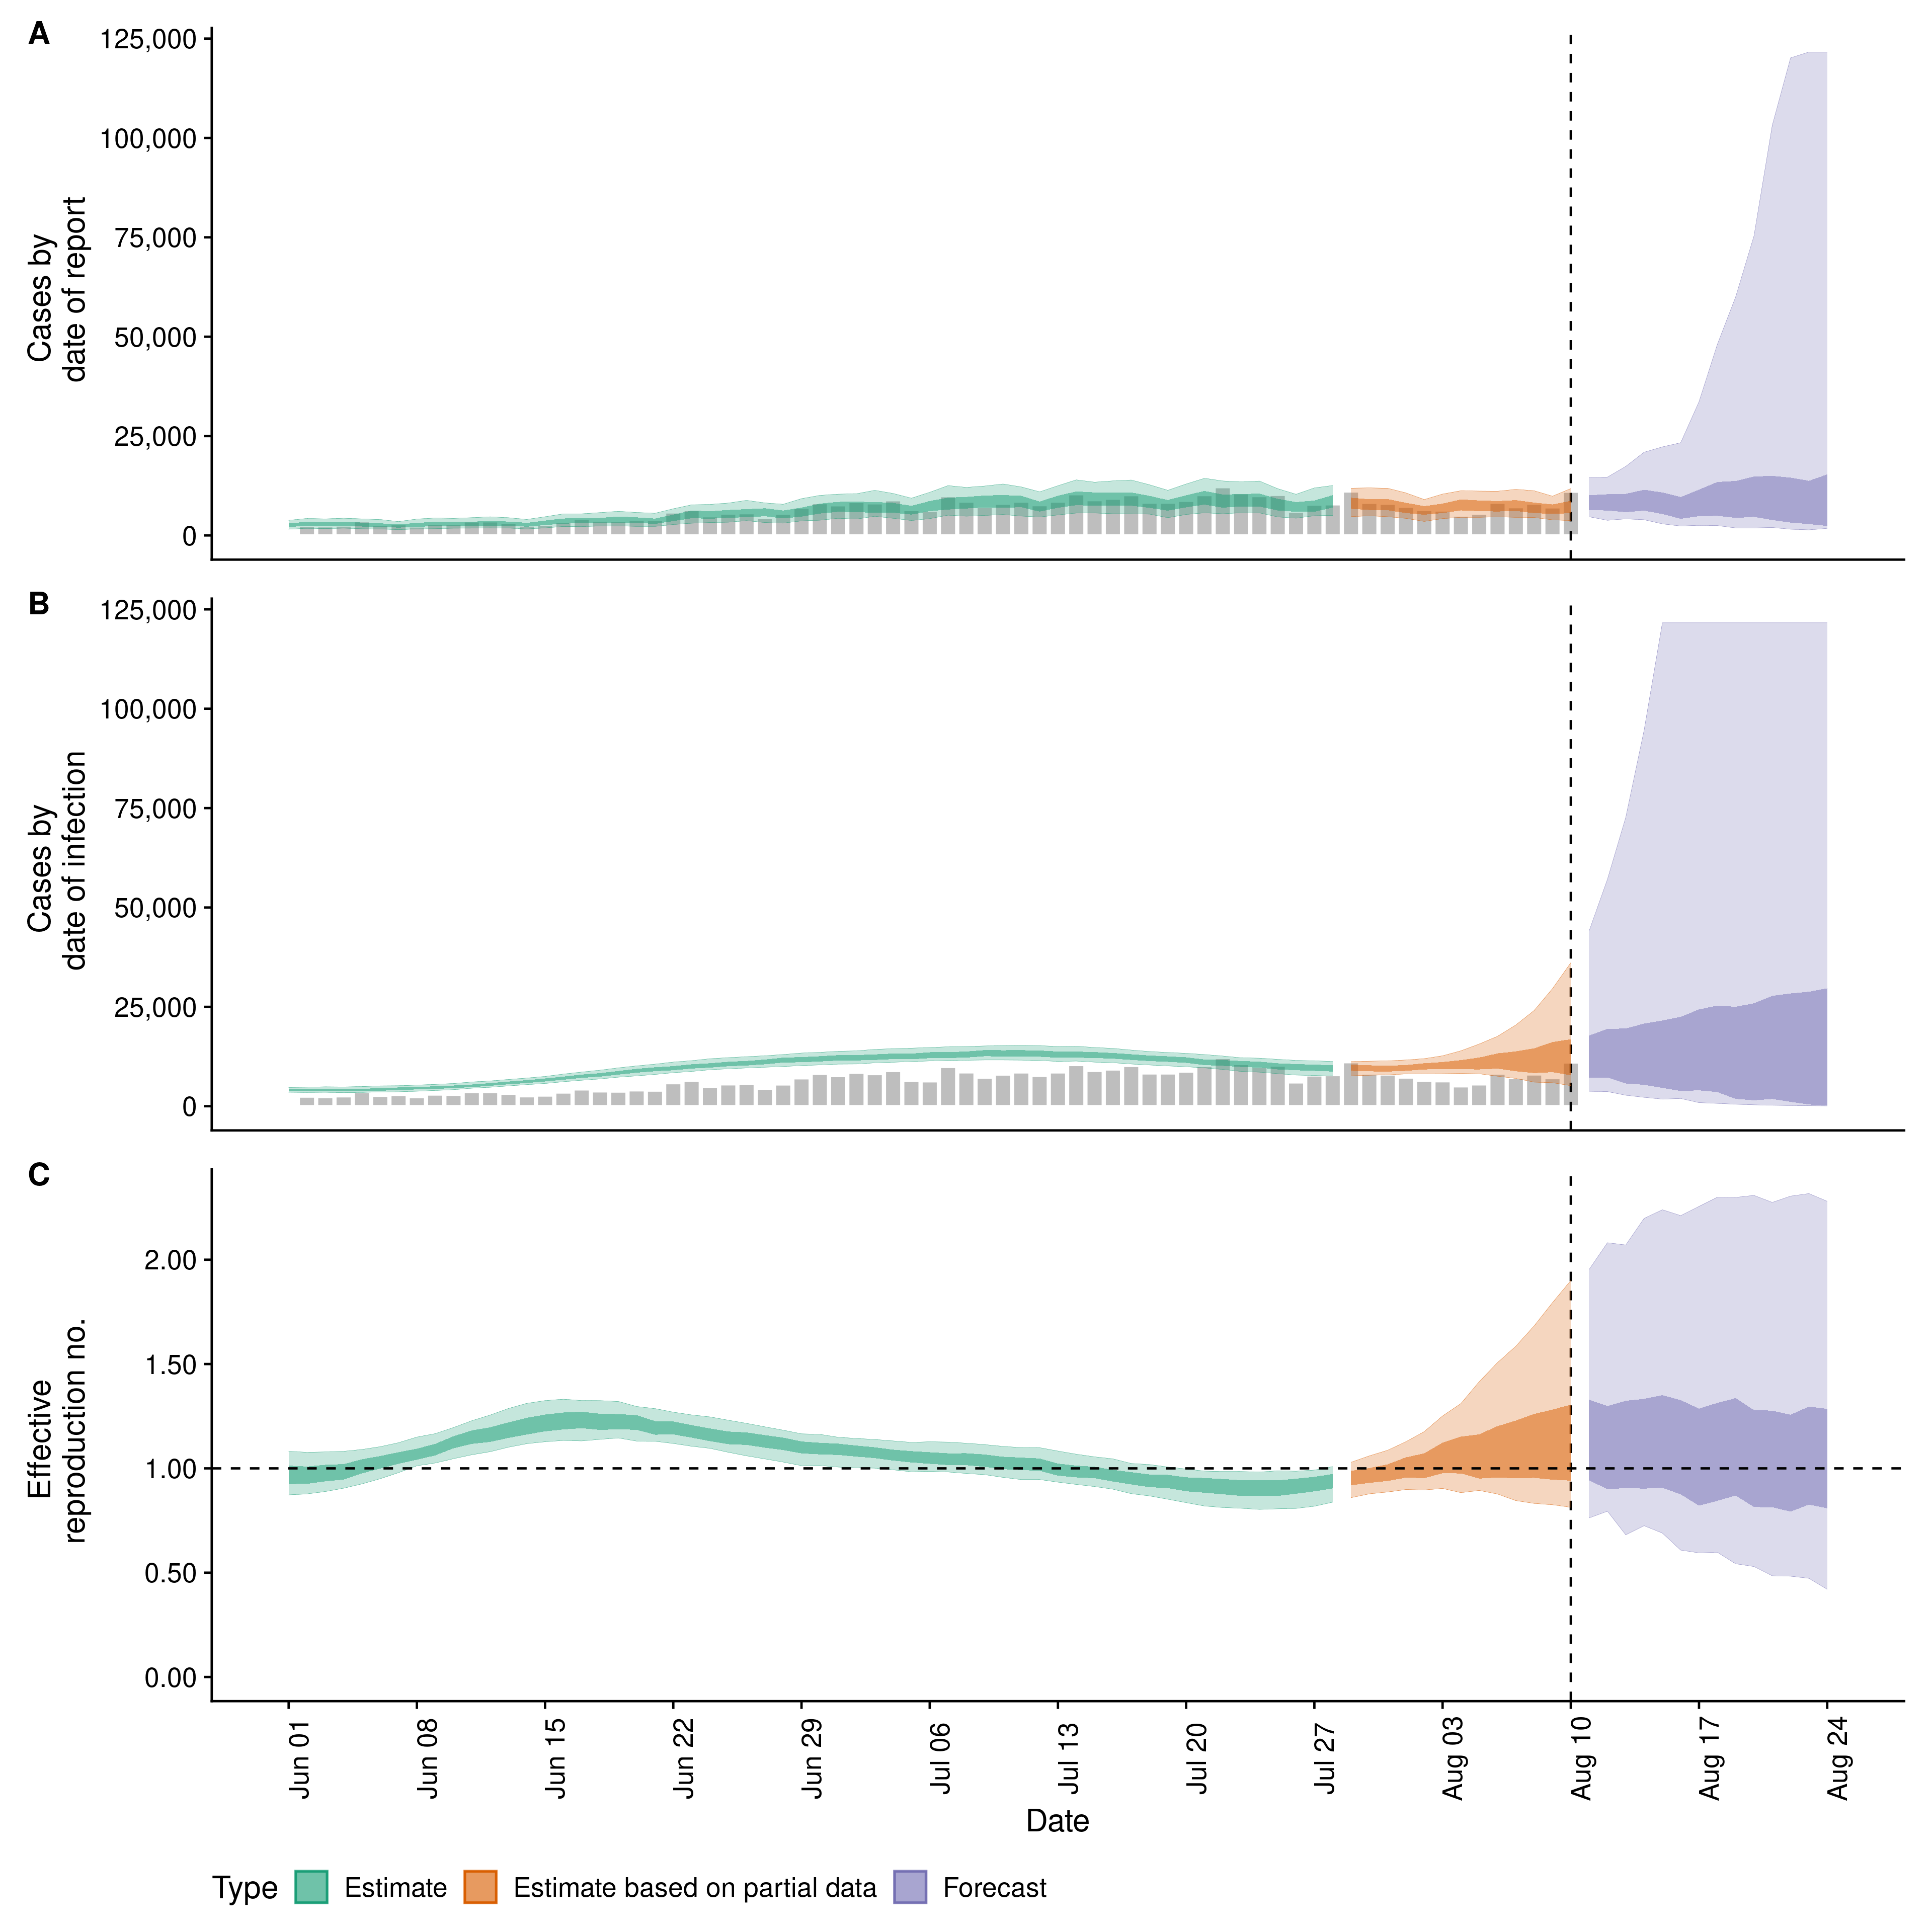 A
125,000
100,000
75,000
50,000
25,000
0
Cases by
date of report
B
125,000
100,000
75,000
50,000
25,000
0
Cases by
date of infection
C
2.00
1.50
1.00
0.50
0.00
Effective
reproduction no.
Jun 01
Jun 08
Jun 15
Jun 22
Jun 29
Jul 06
Jul 13
Jul 20
Jul 27
Aug 03
Aug 10
Aug 17
Aug 24
Date
Type Estimate Estimate based on partial data Forecast